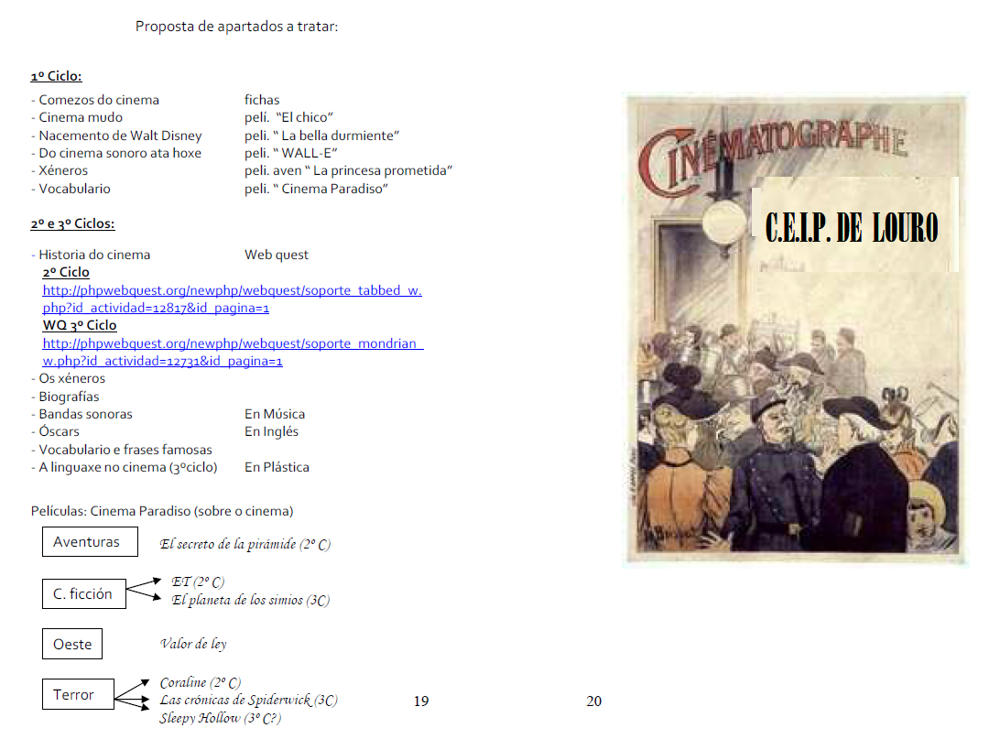 Proposta de apartados a tratar:
1º Ciclo:
- Comezos do cinema fichas
- Cinema mudo pelí. “El chico”
- Nacemento de Walt Disney peli. “ La bella durmiente”
- Do cinema sonoro ata hoxe peli. “ WALL-E”
- Xéneros peli. aven “ La princesa prometida”
- Vocabulario peli. “ Cinema Paradiso”
2º e 3º Ciclos:
- Historia do cinema Web quest
2º Ciclo
http://phpwebquest.org/newphp/webquest/soporte_tabbed_w.
php?id_actividad=12817&id_pagina=1
WQ 3º Ciclo
http://phpwebquest.org/newphp/webquest/soporte_mondrian_
w.php?id_actividad=12731&id_pagina=1
- Os xéneros
- Biografías
- Bandas sonoras En Música
- Óscars En Inglés
- Vocabulario e frases famosas
- A linguaxe no cinema (3ºciclo) En Plástica
Películas: Cinema Paradiso (sobre o cinema)
Aventuras El secreto de la pirámide (2º C)
C. ficción
ET (2º C)
El planeta de los simios (3C)
Oeste Valor de ley
Terror
Coraline (2º C)
Las crónicas de Spiderwick (3C)
Sleepy Hollow (3º C?)
19
CINÉMATOGRAPHE
C.E.I.P. DE LOURO
20